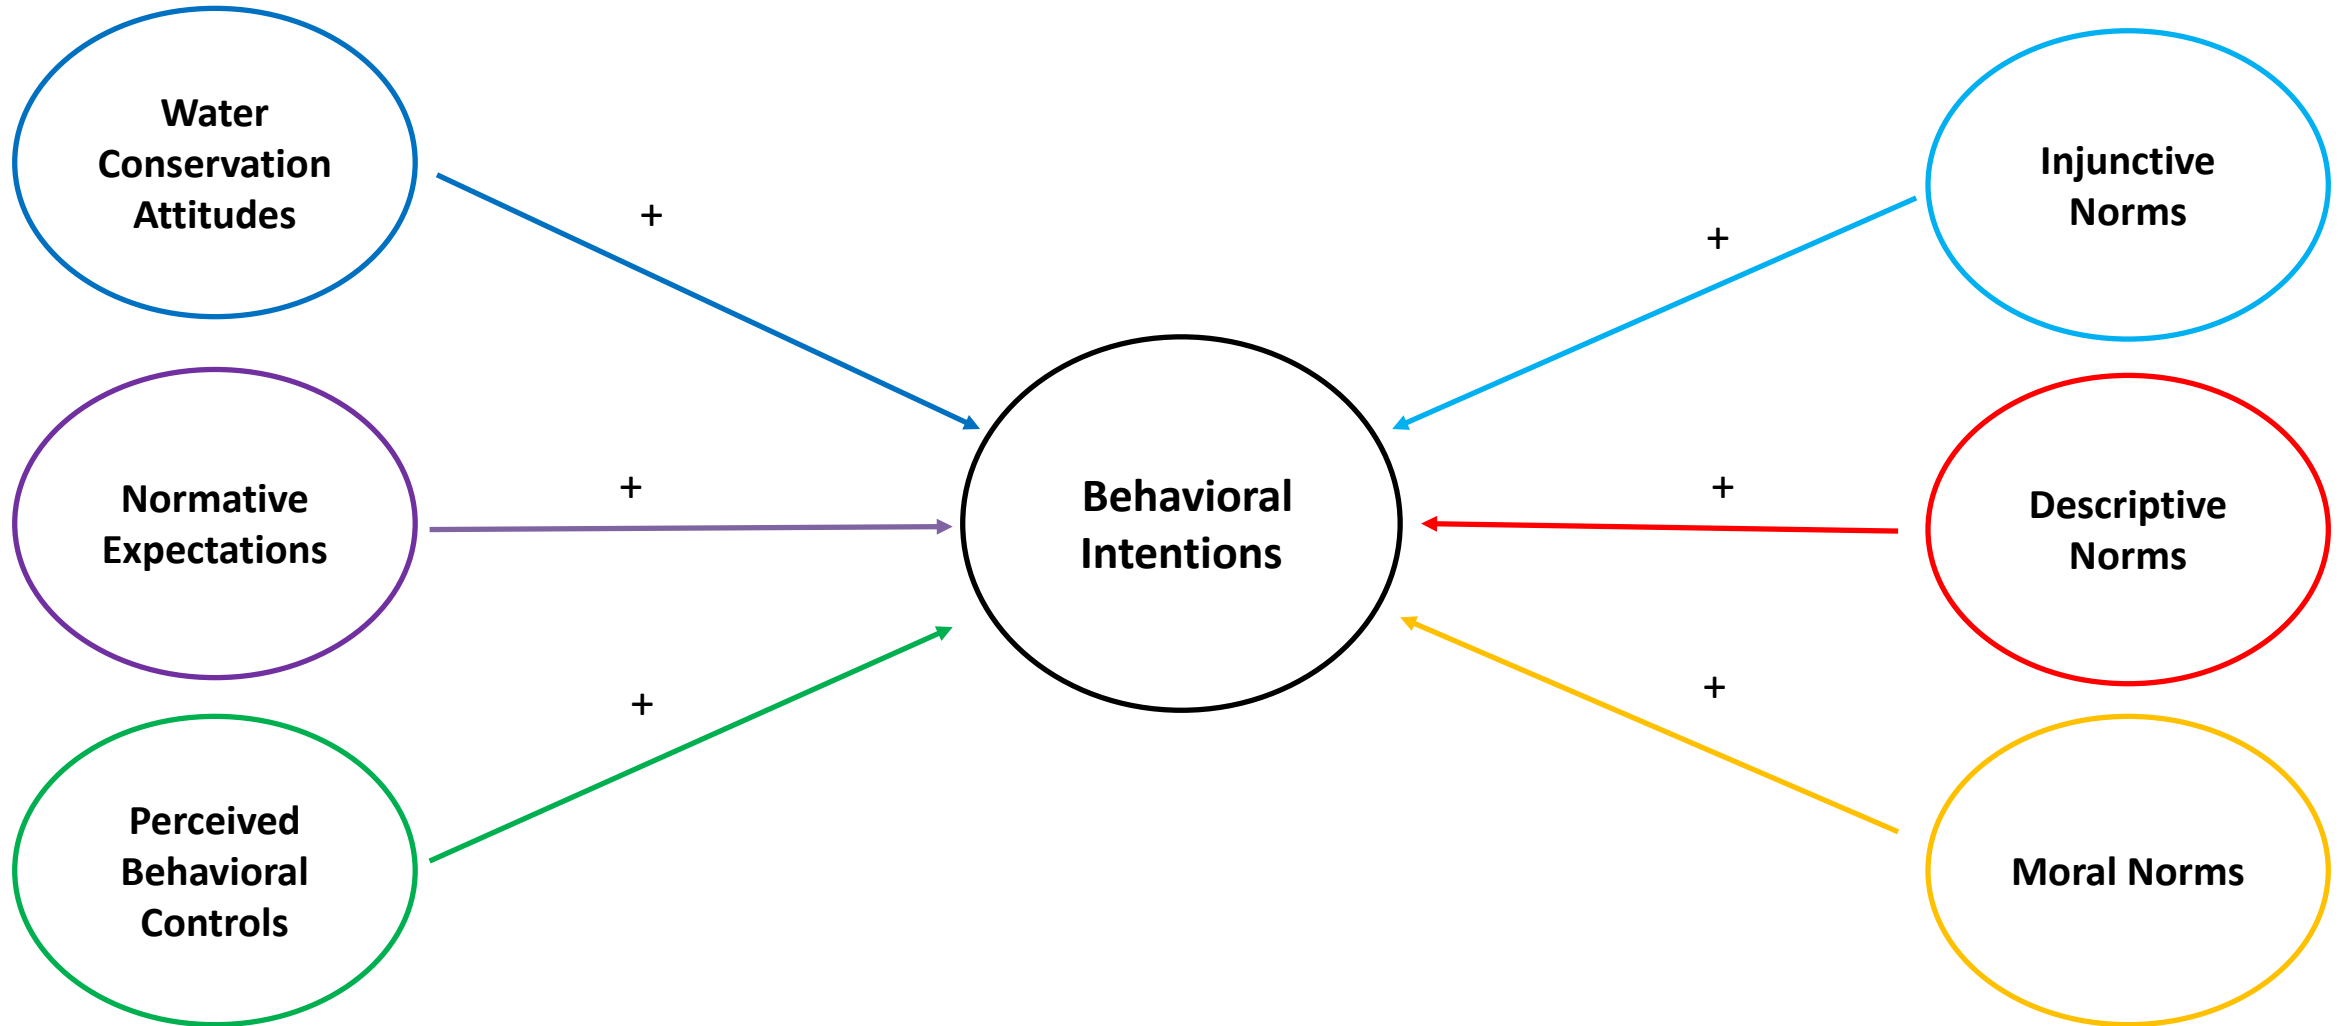 Water
Conservation
Attitudes
+
Normative
Expectations
+
Perceived
Behavioral
Controls
+
Behavioral
Intentions
Injunctive
Norms
+
Descriptive
Norms
+
Moral Norms
+